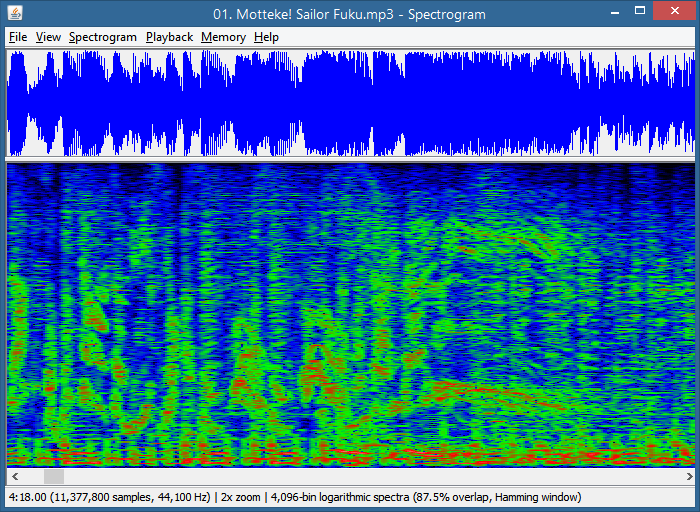 01. Motteke! Sailor Fuku.mp3 - Spectrogram
File View Spectrogram Playback Memory Help
4:18.00 (11,377,800 samples, 44,100 Hz) | 2x zoom | 4,096-bin logarithmic spectra (87.5% overlap, Hamming window)